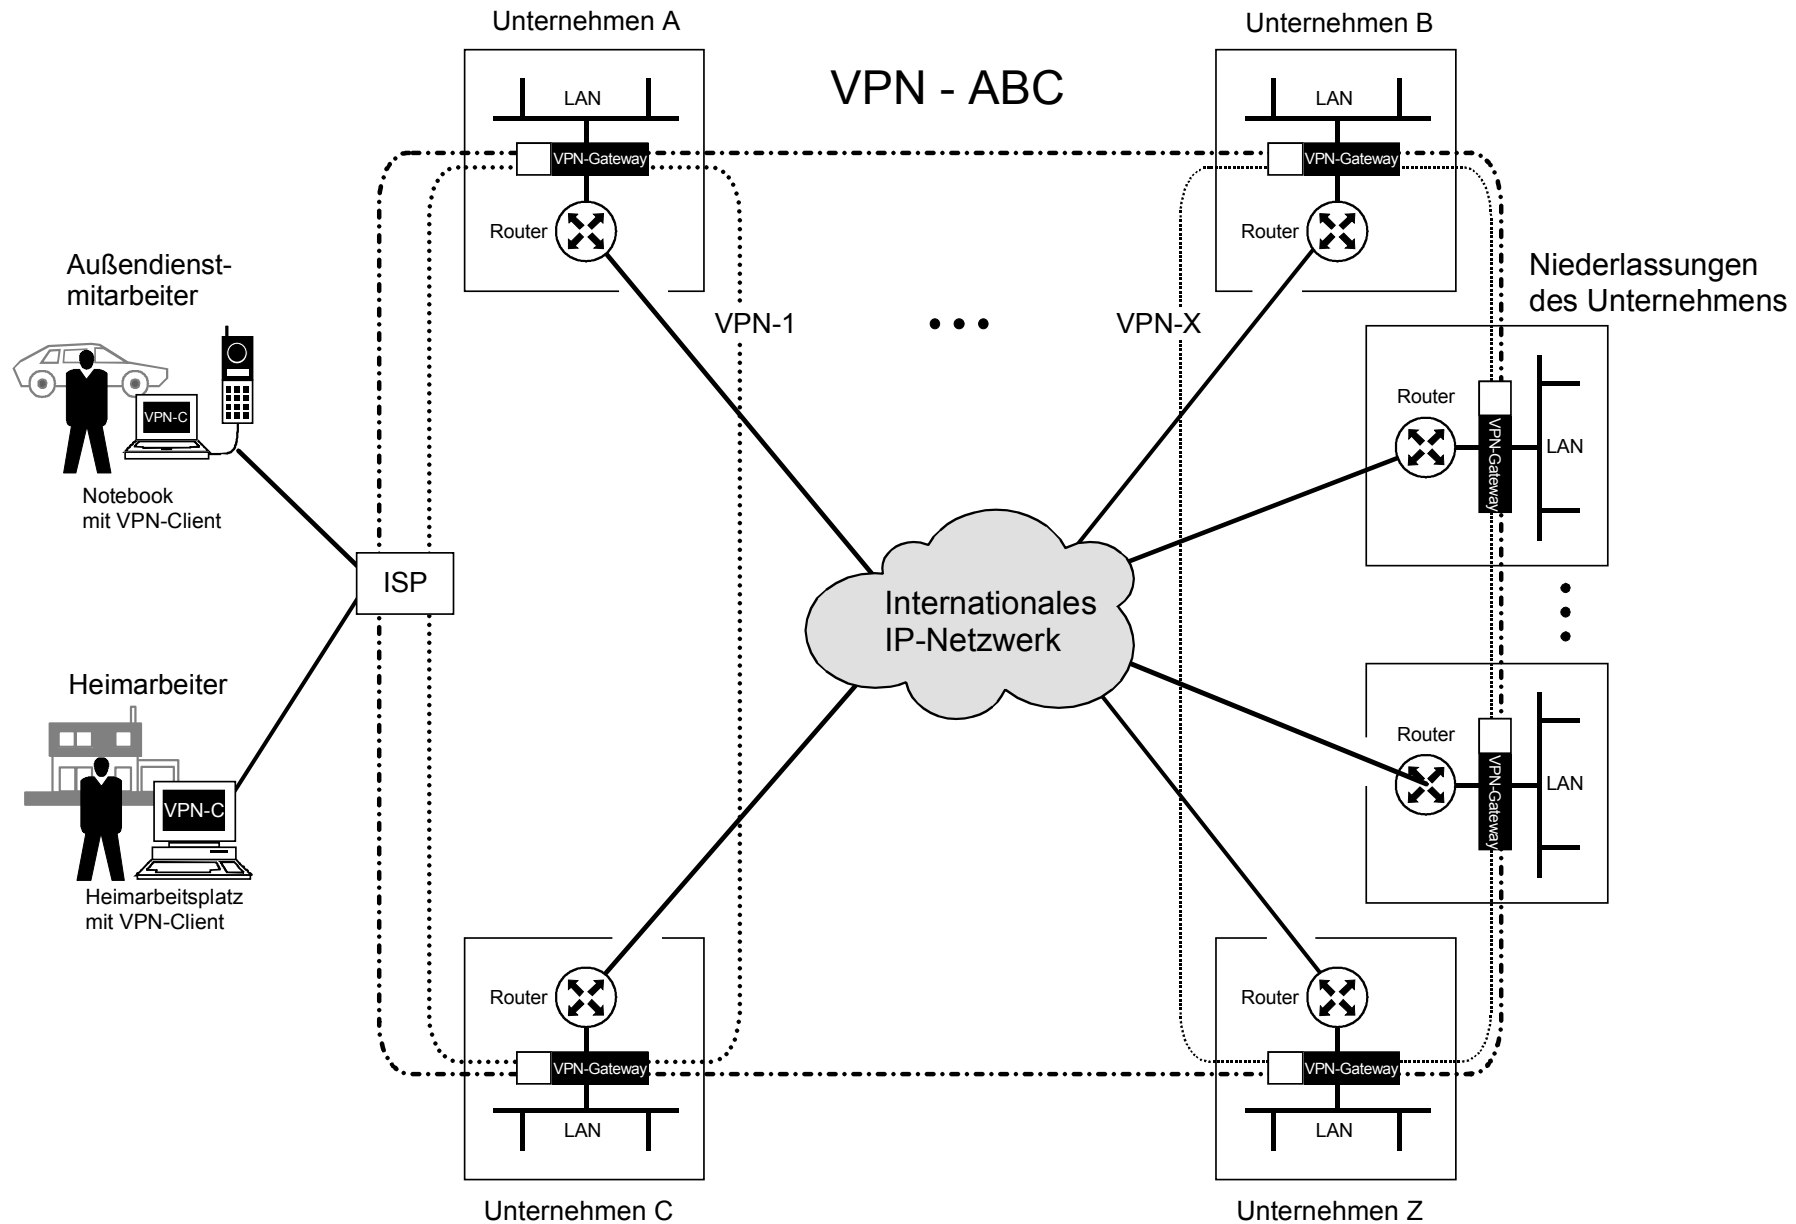 Unternehmen A
Unternehmen B
VPN - ABC
LAN
VPN-Gateway
Router
LAN
VPN-Gateway
Router
Außendienst-
mitarbeiter
VPN-C
Notebook
mit VPN-Client
VPN-1
VPN-X
Niederlassungen
des Unternehmens
Router
VPN-Gateway
LAN
ISP
Internationales
IP-Netzwerk
Heimarbeiter
VPN-C
Heimarbeitsplatz
mit VPN-Client
Router
VPN-Gateway
LAN
Router
VPN-Gateway
LAN
Unternehmen C
Router
VPN-Gateway
LAN
Unternehmen Z